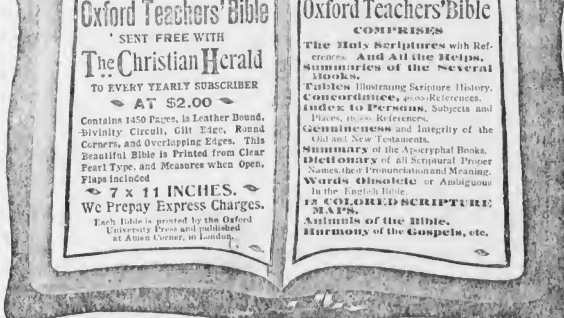 Oxford Teachers' Bible
SENT FREE WITH
The Christian Herald
TO EVERY YEARLY SUBSCRIBER
AT $2.00
Contains 1450 Pages, is Leather Bound,
Divinity Circuit, Gilt Edge, Round
Corners, and Overlapping Edges. This
Beautiful Bible is Printed from Clear
Pearl Type, and Measures when Open,
Flaps included
7 x 11 INCHES.
We Prepay Express Charges.
Each Bible is printed by the Oxford
University Press and published
at Amen Corner, in London.
Oxford Teachers' Bible
COMPRISES
The Holy Scriptures with Ref-
erences. And All the Helps.
Summaries of the Several
Books.
Tables Illustrating Scripture History.
Concordance, 40,000 References.
Index to Persons, Subjects and
Places, References.
Genuineness and Integrity of the
Old and New Testaments.
Summary of the Apocryphal Books.
Dictionary of all Scriptural Proper
Names, their Pronunciation and Meaning.
Words Obsolete or Ambiguous
In the English Bible.
12 COLORED SCRIPTURE
MAPS.
Animals of the Bible.
Harmony of the Gospels, etc.